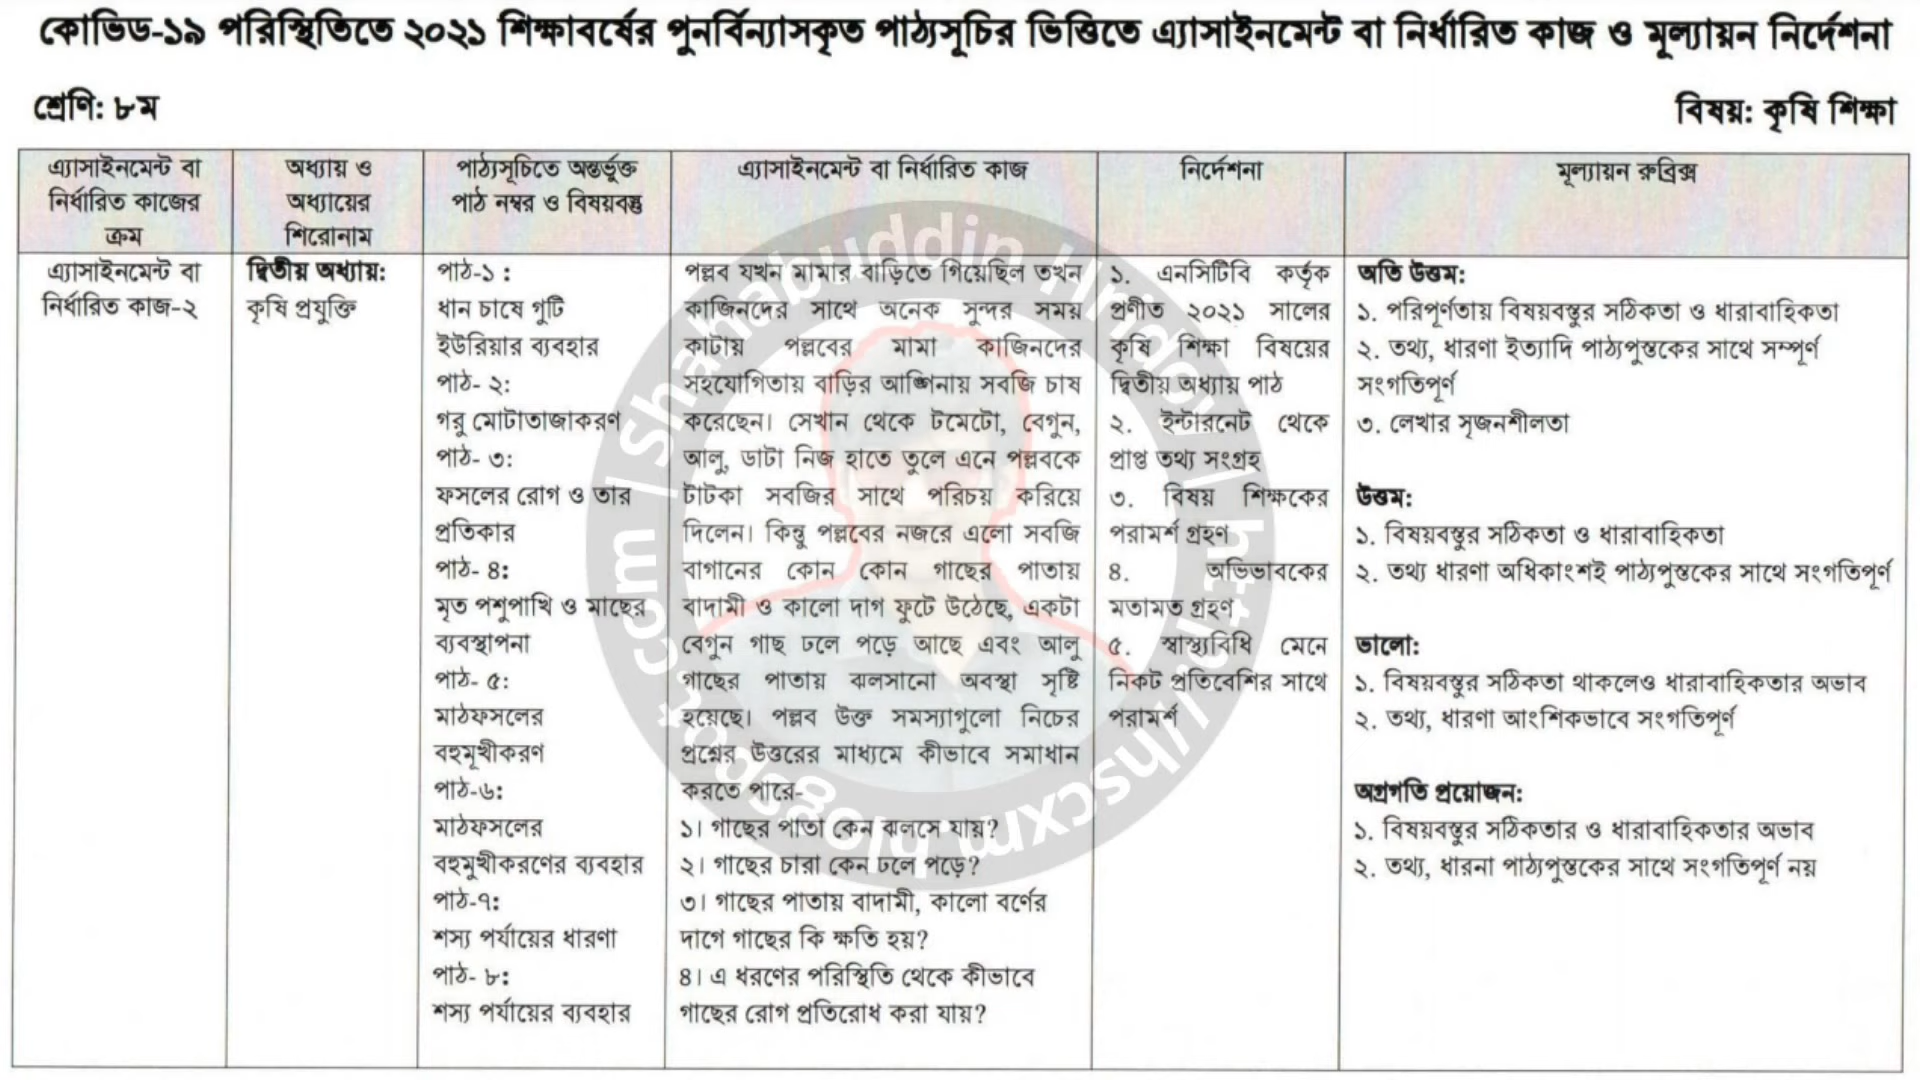 কোভিড-১৯ পরিস্থিতিতে ২০২১ শিক্ষাবর্ষের পুনর্বিন্যাসকৃত পাঠ্যসূচির ভিত্তিতে এ্যাসাইনমেন্ট বা নির্ধারিত কাজ ও মূল্যায়ন নির্দেশনা
শ্রেণি: ৮ম
বিষয়: কৃষি শিক্ষা
এ্যাসাইনমেন্ট বা
নির্ধারিত কাজের
ক্রম
অধ্যায় ও
অধ্যায়ের
শিরোনাম
পাঠ্যসূচিতে অন্তর্ভুক্ত
পাঠ নম্বর ও বিষয়বস্তু
এ্যাসাইনমেন্ট বা নির্ধারিত কাজ
নির্দেশনা
মূল্যায়ন রুব্রিক্স
এ্যাসাইনমেন্ট বা
নির্ধারিত কাজ-২
দ্বিতীয় অধ্যায়:
কৃষি প্রযুক্তি
পাঠ-১ :
ধান চাষে গুটি
ইউরিয়ার ব্যবহার
পাঠ- ২:
গরু মোটাতাজাকরণ
পাঠ- ৩:
ফসলের রোগ ও তার
প্রতিকার
পাঠ- ৪:
মৃত পশুপাখি ও মাছের
ব্যবস্থাপনা
পাঠ- ৫:
মাঠফসলের
বহুমূখীকরণ
পাঠ-৬:
মাঠফসলের
বহুমুখীকরণের ব্যবহার
পাঠ-৭:
শস্য পর্যায়ের ধারণা
পাঠ- ৮:
শস্য পর্যায়ের ব্যবহার
পল্লব যখন মামার বাড়িতে গিয়েছিল তখন
কাজিনদের সাথে অনেক সুন্দর সময়
কাটায় পল্লবের মামা কাজিনদের
সহযোগিতায় বাড়ির আঙ্গিনায় সবজি চাষ
করেছেন। সেখান থেকে টমেটো, বেগুন,
আলু, ডাটা নিজ হাতে তুলে এনে পল্লবকে
টাটকা সবজির সাথে পরিচয় করিয়ে
দিলেন। কিন্তু পল্লবের নজরে এলো সবজি
বাগানের কোন কোন গাছের পাতায়
বাদামী ও কালো দাগ ফুটে উঠেছে, একটা
বেগুন গাছ ঢলে পড়ে আছে এবং আলু
গাছের পাতায় ঝলসানো অবস্থা সৃষ্টি
হয়েছে। পল্লব উক্ত সমস্যাগুলো নিচের
প্রশ্নের উত্তরের মাধ্যমে কীভাবে সমাধান
করতে পারে-
১। গাছের পাতা কেন ঝলসে যায়?
২। গাছের চারা কেন ঢলে পড়ে?
৩। গাছের পাতায় বাদামী, কালো বর্ণের
দাগে গাছের কি ক্ষতি হয়?
৪। এ ধরণের পরিস্থিতি থেকে কীভাবে
গাছের রোগ প্রতিরোধ করা যায়?
১. এনসিটিবি কর্তৃক
প্রণীত ২০২১ সালের
কৃষি শিক্ষা বিষয়ের
দ্বিতীয় অধ্যায় পাঠ
২. ইন্টারনেট থেকে
প্রাপ্ত তথ্য সংগ্রহ
৩. বিষয় শিক্ষকের
পরামর্শ গ্রহণ
৪. অভিভাবকের
মতামত গ্রহণ
৫. স্বাস্থ্যবিধি মেনে
নিকট প্রতিবেশির সাথে
পরামর্শ
অতি উত্তম:
১. পরিপূর্ণতায় বিষয়বস্তুর সঠিকতা ও ধারাবাহিকতা
২. তথ্য, ধারণা ইত্যাদি পাঠ্যপুস্তকের সাথে সম্পূর্ণ
সংগতিপূর্ণ
৩. লেখার সৃজনশীলতা
উত্তম:
১. বিষয়বস্তুর সঠিকতা ও ধারাবাহিকতা
২. তথ্য ধারণা অধিকাংশই পাঠ্যপুস্তকের সাথে সংগতিপূর্ণ
ভালো:
১. বিষয়বস্তুর সঠিকতা থাকলেও ধারাবাহিকতার অভাব
২. তথ্য, ধারণা আংশিকভাবে সংগতিপূর্ণ
অগ্রগতি প্রয়োজন:
১. বিষয়বস্তুর সঠিকতার ও ধারাবাহিকতার অভাব
২. তথ্য, ধারনা পাঠ্যপুস্তকের সাথে সংগতিপূর্ণ নয়